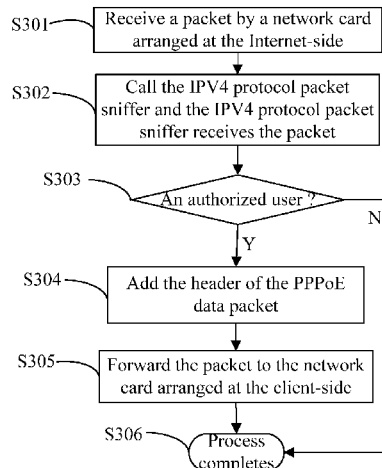 S301
Receive a packet by a network card
arranged at the Internet-side
S302
Call the IPV4 protocol packet
sniffer and the IPV4 protocol packet
sniffer receives the packet
S303
An authorized user ?
N
Y
S304
Add the header of the PPPoE
data packet
S305
Forward the packet to the network
card arranged at the client-side
S306
Process
completes